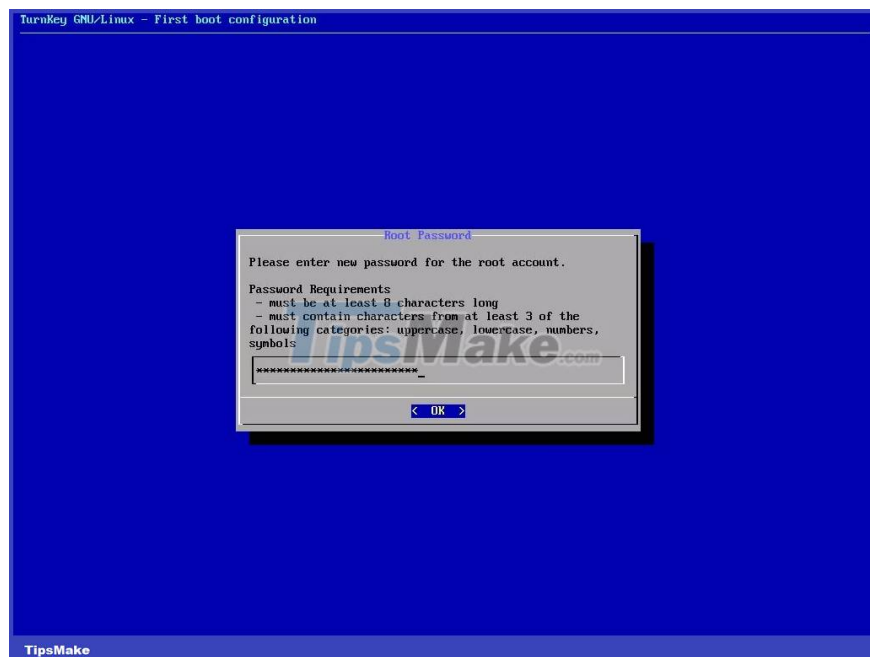 TurnKey GNU/Linux - First boot configuration
Root Password
Please enter new password for the root account.
Password Requirements
- must be at least 8 characters long
- must contain characters from at least 3 of the
following categories: uppercase, lowercase, numbers,
symbols
TipsMake.com
************************_
< OK >
TipsMake